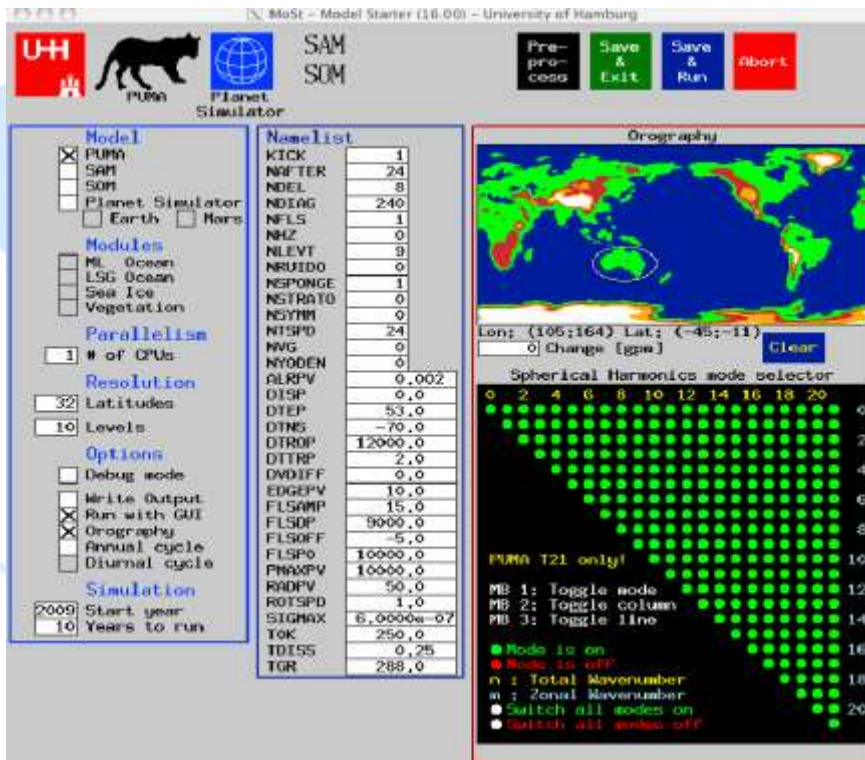 MoSt - Model Starter (16.00) - University of Hamburg
UH
PUMA
Planet
Simulator
SAM
SOM
Pre-
pro-
cess
Save
&
Exit
Save
&
Run
Abort
Model
PUMA
SAM
SOM
Planet Simulator
Earth Mars
Modules
ML Ocean
LSG Ocean
Sea Ice
Vegetation
Parallelism
1 # of CPUs
Resolution
32 Latitudes
10 Levels
Options
Debug mode
Write Output
Run with GUI
Orography
Annual cycle
Diurnal cycle
Simulation
2009 Start year
10 Years to run
Namelist
KICK 1
NAFTER 24
NDEL 8
NDIAG 240
NFLS 1
NHZ 0
NLEVT 9
NRUIDO 0
NSPONGE 1
NSTRATO 0
NSYMM 0
NTSPD 24
NVG 0
NYODEN 0
ALRPV 0.002
DISP 0.0
DTEP 53.0
DTNS -70.0
DTROP 12000.0
DTTRP 2.0
DVDIFF 0.0
EDGEPV 10.0
FLSAMP 15.0
FLSDP 9000.0
FLSOFF -5.0
FLSP0 10000.0
PMAXPV 10000.0
RADPV 50.0
ROTSPD 1.0
SIGMAX 6.0000e-07
T0K 250.0
TDISS 0.25
TGR 288.0
Orography
Lon: (105:164) Lat: (-45:-11)
0 Change [gpm]
Clear
Spherical Harmonics mode selector
0 2 4 6 8 10 12 14 16 18 20
8
10
12
16
18
20
PUMA T21 only!
MB 1: Toggle mode
MB 2: Toggle column
MB 3: Toggle line
Mode is on
Mode is off
n : Total Wavenumber
m : Zonal Wavenumber
Switch all modes on
Switch all modes off